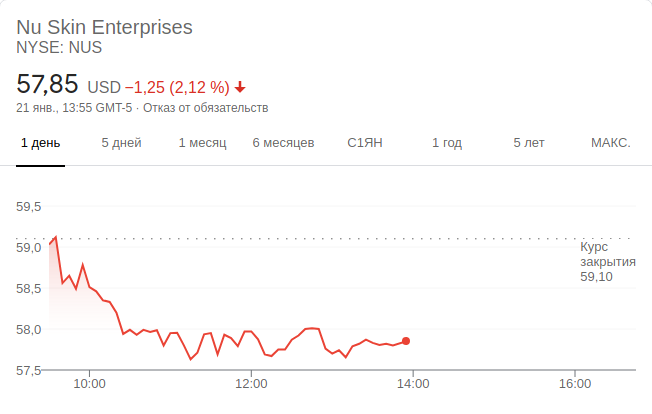 Nu Skin Enterprises
NYSE: NUS
57,85 USD −1,25 (2,12 %)
21 янв., 13:55 GMT-5 · Отказ от обязательств
1 день 5 дней 1 месяц 6 месяцев С1ЯН 1 год 5 лет МАКС.
59,5
59,0
58,5
58,0
57,5
Курс
закрытия
59,10
10:00 12:00 14:00 16:00